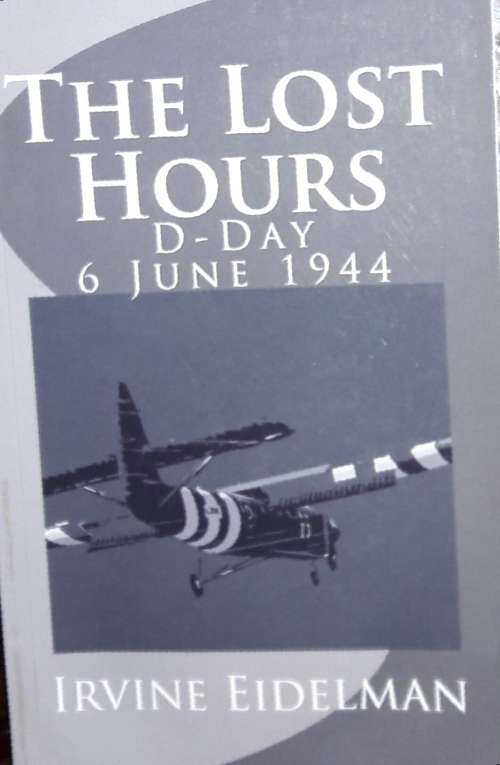 The Lost
Hours
D-Day
6 June 1944
Irvine Eidelman